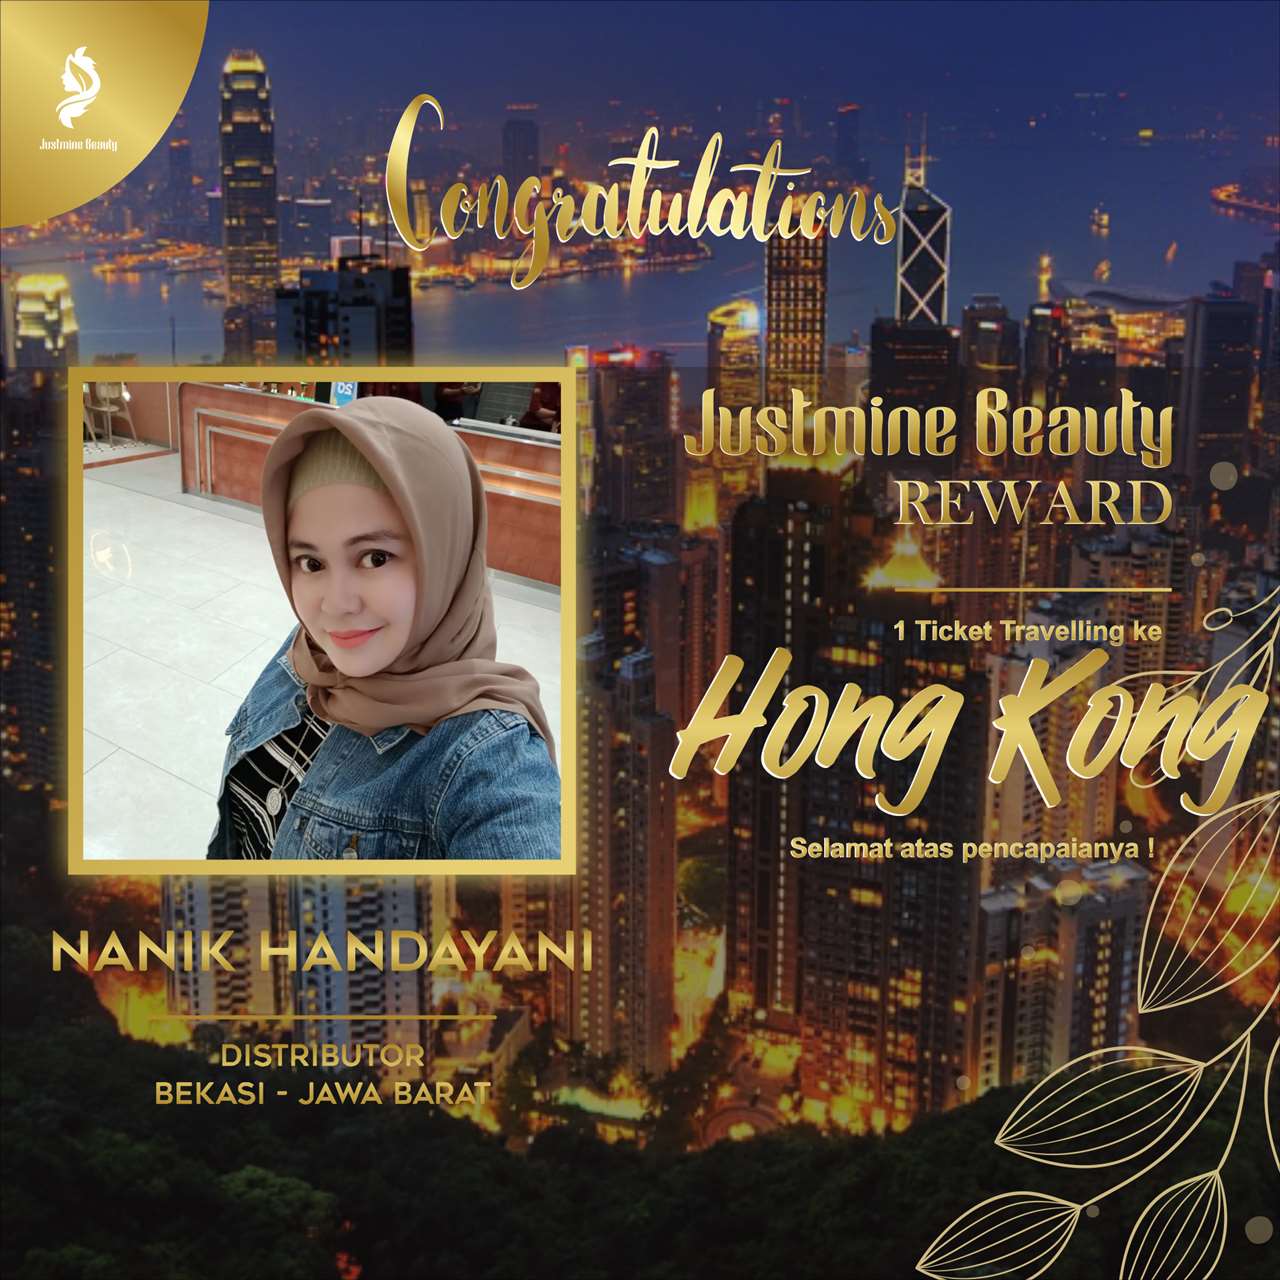 Justmine Beauty
Congratulations
Justmine Beauty
REWARD
1 Ticket Travelling ke
Hong Kong
Selamat atas pencapaianya !
NANIK HANDAYANI
DISTRIBUTOR
BEKASI - JAWA BARAT